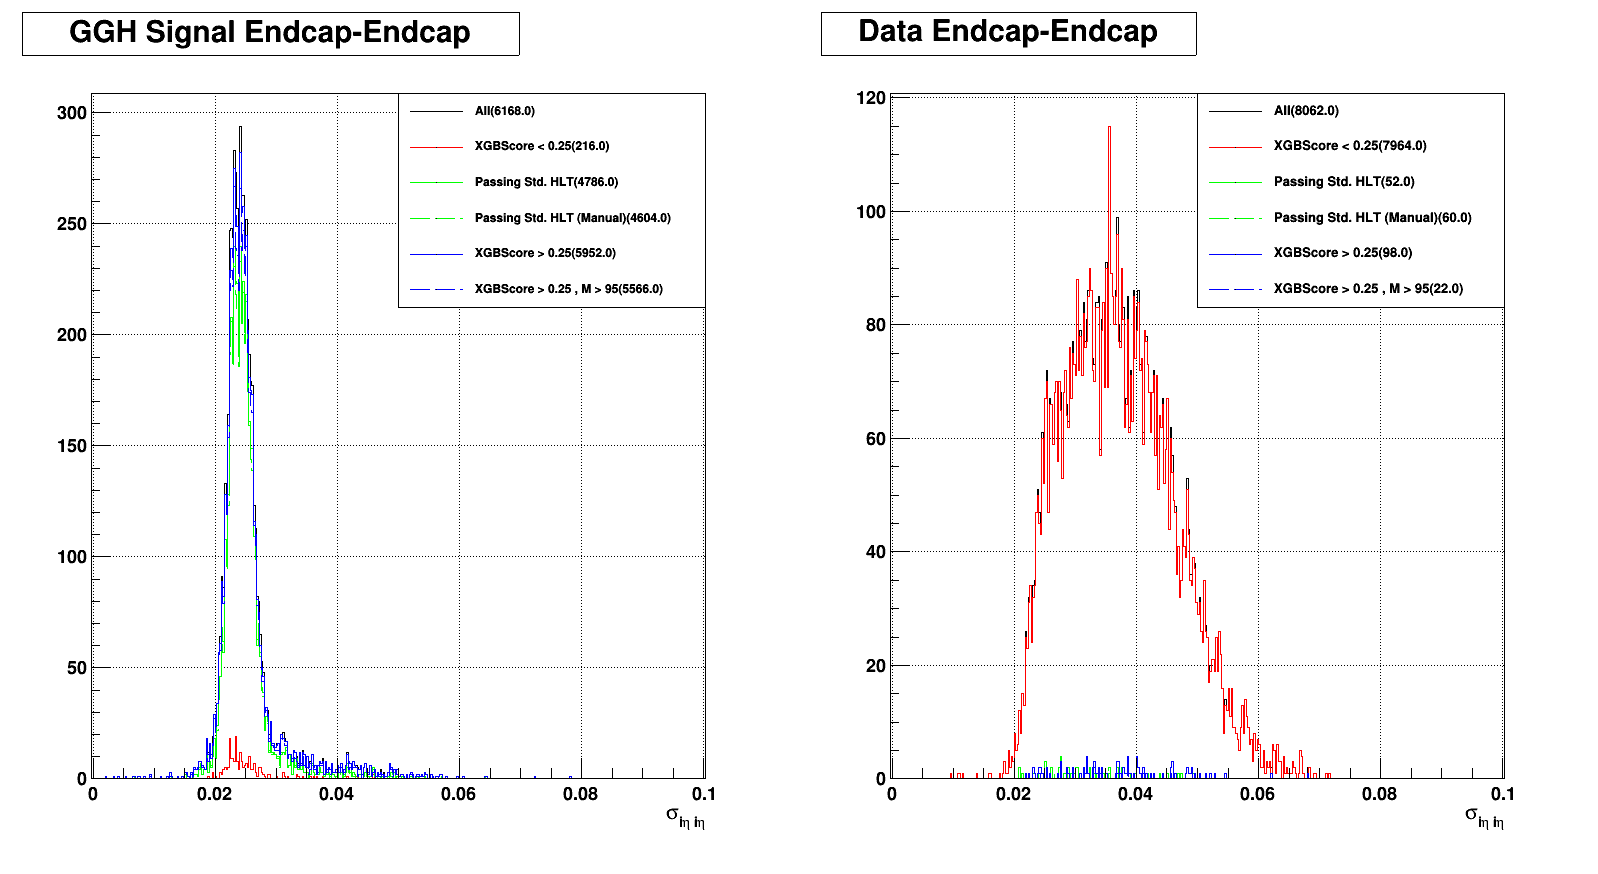 GGH Signal Endcap-Endcap
All(6168.0)
XGBScore < 0.25(216.0)
Passing Std. HLT(4786.0)
Passing Std. HLT (Manual)(4604.0)
XGBScore > 0.25(5952.0)
XGBScore > 0.25 , M > 95(5566.0)
300
250
200
150
100
50
0
0 0.02 0.04 0.06 0.08 0.1
σiη iη
Data Endcap-Endcap
All(8062.0)
XGBScore < 0.25(7964.0)
Passing Std. HLT(52.0)
Passing Std. HLT (Manual)(60.0)
XGBScore > 0.25(98.0)
XGBScore > 0.25 , M > 95(22.0)
120
100
80
60
40
20
0
0 0.02 0.04 0.06 0.08 0.1
σiη iη